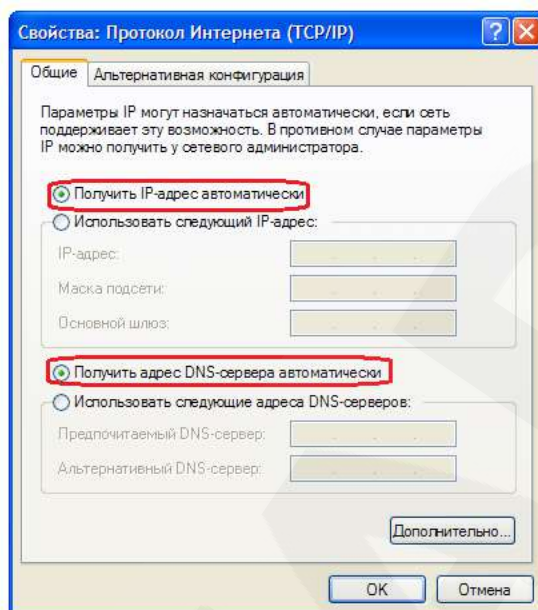 Свойства: Протокол Интернета (TCP/IP)
Общие
Альтернативная конфигурация
Параметры IP могут назначаться автоматически, если сеть
поддерживает эту возможность. В противном случае параметры
IP можно получить у сетевого администратора.
Получить IP-адрес автоматически
Использовать следующий IP-адрес:
IP-адрес:
Маска подсети:
Основной шлюз:
Получить адрес DNS-сервера автоматически
Использовать следующие адреса DNS-серверов:
Предпочитаемый DNS-сервер:
Альтернативный DNS-сервер:
Дополнительно...
OK
Отмена